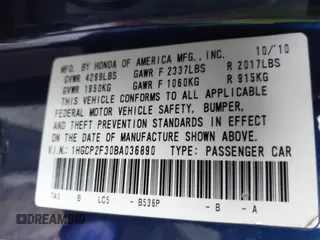 MFD. BY HONDA OF AMERICA MFG., INC. 10/10
GVWR 4299LBS GAWR F 2337LBS R 2017LBS
GVWR 1950KG GAWR F 1060KG R 915KG
THIS VEHICLE CONFORMS TO ALL APPLICABLE
FEDERAL MOTOR VEHICLE SAFETY, BUMPER,
AND THEFT PREVENTION STANDARDS IN EFFECT ON
THE DATE OF MANUFACTURE SHOWN ABOVE.
V.I.N.: 1HGCP2F30BA036890 TYPE: PASSENGER CAR
TA5 B LC5 - B536P - B - A
DREAMBID